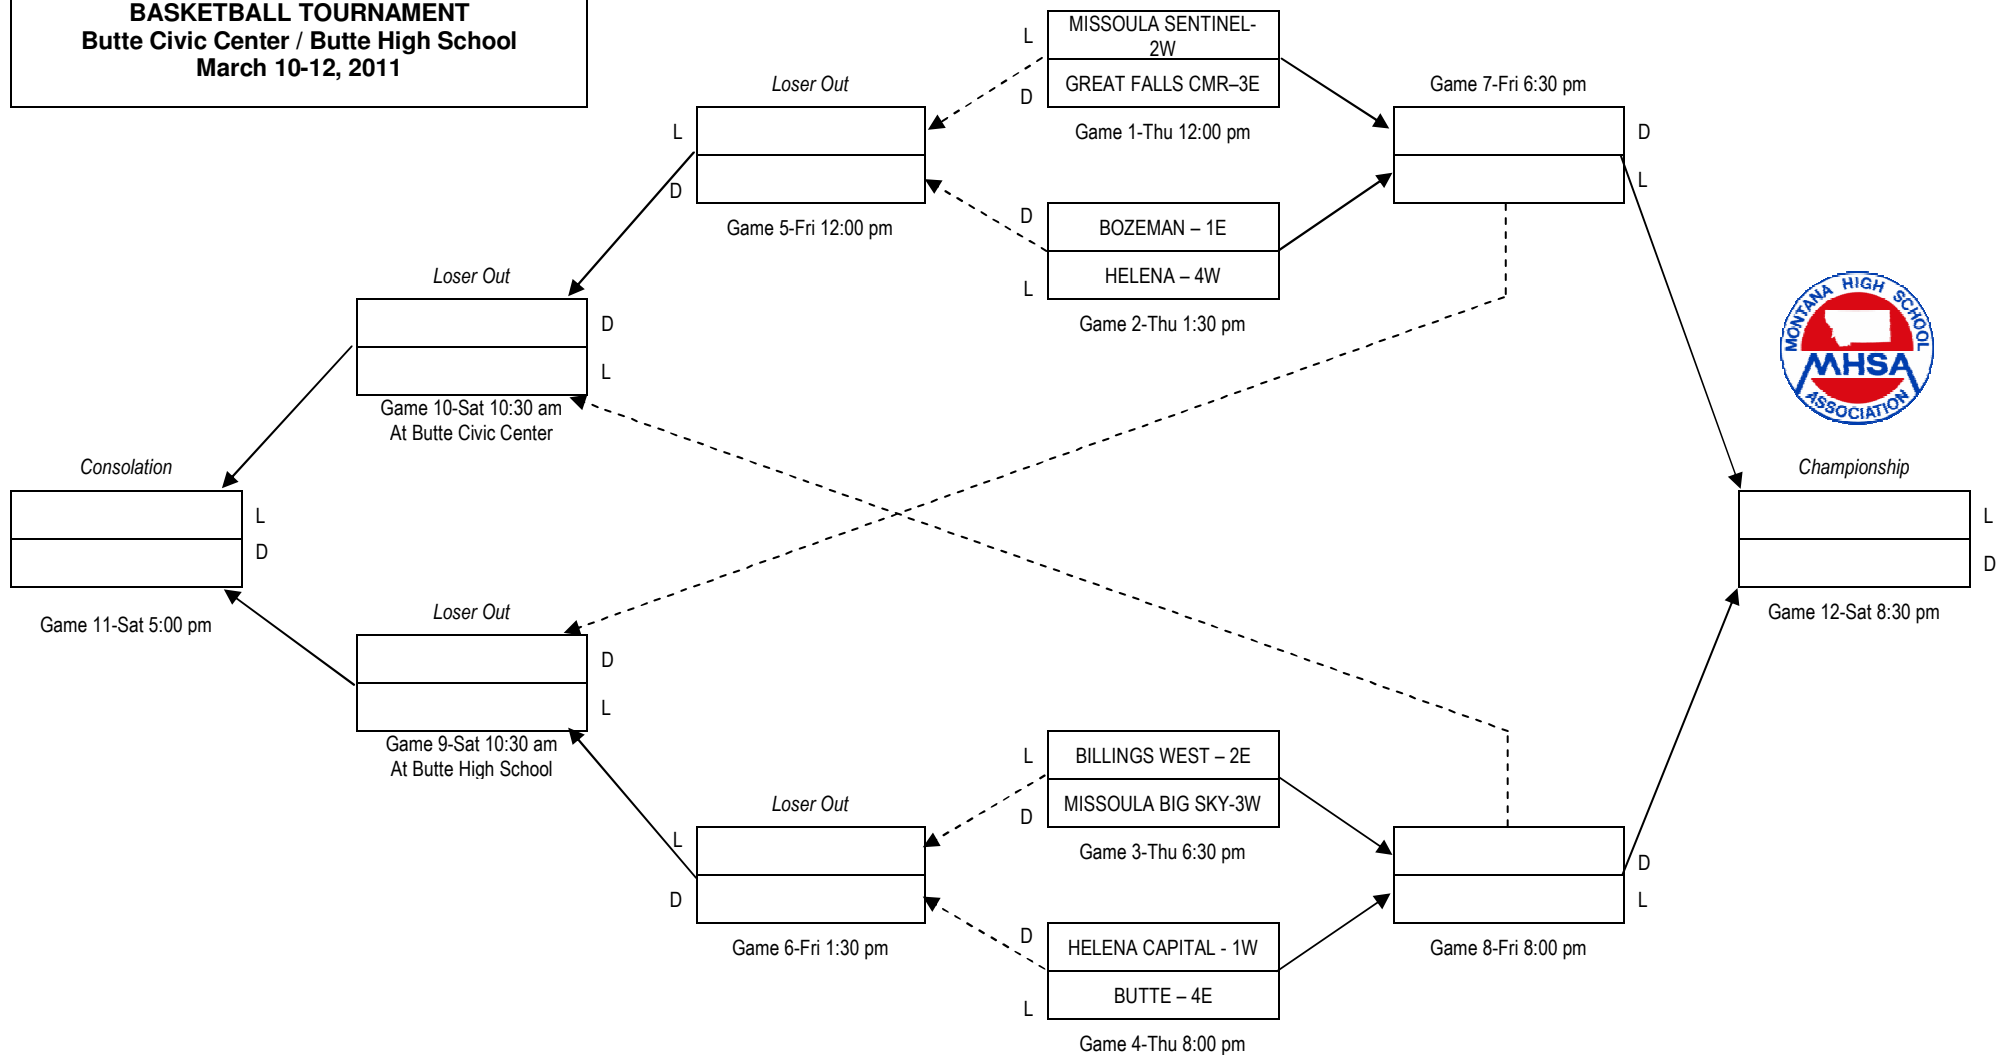 BASKETBALL TOURNAMENT
Butte Civic Center / Butte High School
March 10-12, 2011
L
MISSOULA SENTINEL-
2W
D
GREAT FALLS CMR–3E
Game 1-Thu 12:00 pm
Loser Out
L
D
Game 5-Fri 12:00 pm
Game 7-Fri 6:30 pm
D
L
D
BOZEMAN – 1E
L
HELENA – 4W
Game 2-Thu 1:30 pm
Loser Out
D
L
Game 10-Sat 10:30 am
At Butte Civic Center
MONTANA HIGH SCHOOL
MHSA
ASSOCIATION
Consolation
L
D
Game 11-Sat 5:00 pm
Championship
L
D
Game 12-Sat 8:30 pm
Loser Out
D
L
Game 9-Sat 10:30 am
At Butte High School
L
BILLINGS WEST – 2E
D
MISSOULA BIG SKY-3W
Game 3-Thu 6:30 pm
Loser Out
L
D
Game 6-Fri 1:30 pm
D
L
Game 8-Fri 8:00 pm
D
HELENA CAPITAL - 1W
L
BUTTE – 4E
Game 4-Thu 8:00 pm